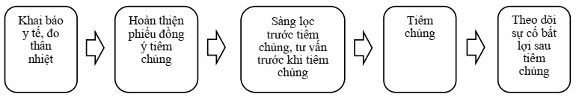 Khai báo
y tế, đo
thân
nhiệt
Hoàn thiện
phiếu đồng
ý tiêm
chủng
Sàng lọc
trước tiêm
chủng, tư vấn
trước khi tiêm
chủng
Tiêm
chủng
Theo dõi
sự cố bất
lợi sau
tiêm
chủng